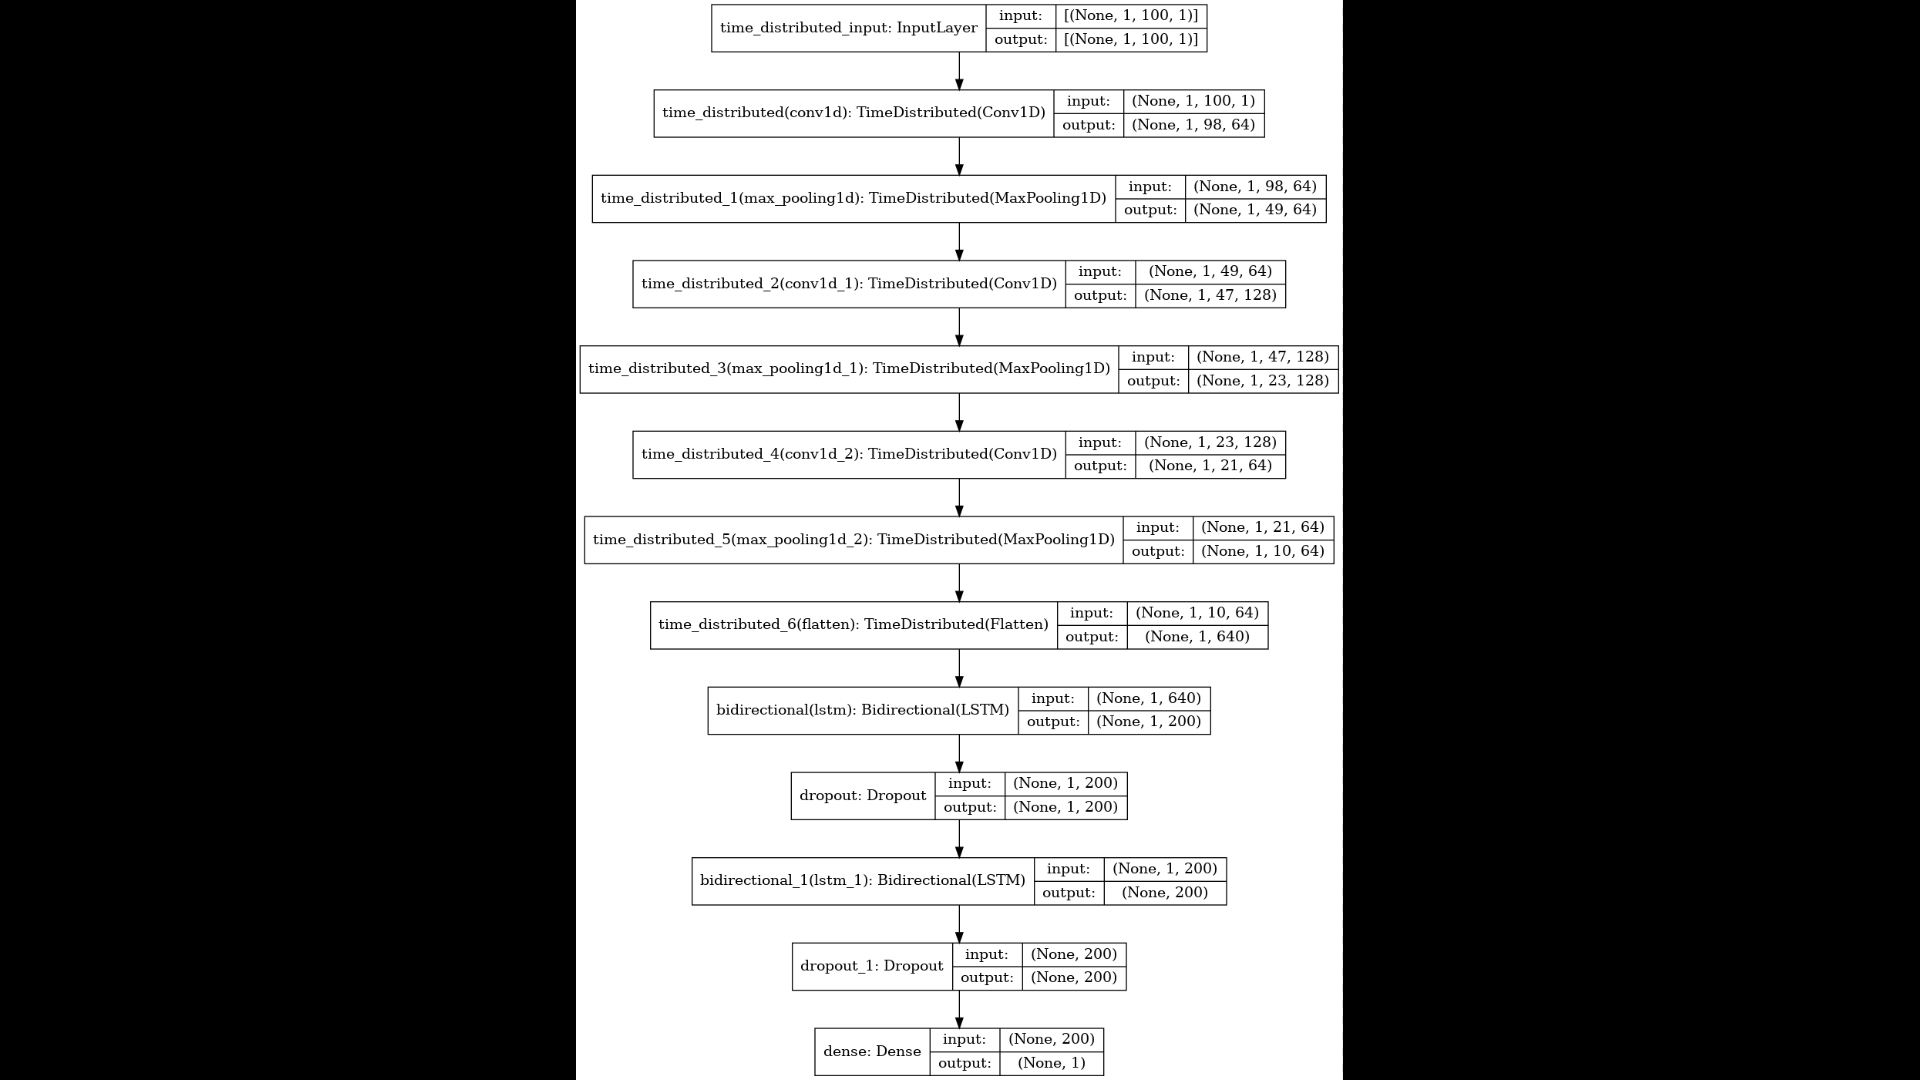 time_distributed_input: InputLayer
input: [(None, 1, 100, 1)]
output: [(None, 1, 100, 1)]
time_distributed(conv1d): TimeDistributed(Conv1D)
input: (None, 1, 100, 1)
output: (None, 1, 98, 64)
time_distributed_1(max_pooling1d): TimeDistributed(MaxPooling1D)
input: (None, 1, 98, 64)
output: (None, 1, 49, 64)
time_distributed_2(conv1d_1): TimeDistributed(Conv1D)
input: (None, 1, 49, 64)
output: (None, 1, 47, 128)
time_distributed_3(max_pooling1d_1): TimeDistributed(MaxPooling1D)
input: (None, 1, 47, 128)
output: (None, 1, 23, 128)
time_distributed_4(conv1d_2): TimeDistributed(Conv1D)
input: (None, 1, 23, 128)
output: (None, 1, 21, 64)
time_distributed_5(max_pooling1d_2): TimeDistributed(MaxPooling1D)
input: (None, 1, 21, 64)
output: (None, 1, 10, 64)
time_distributed_6(flatten): TimeDistributed(Flatten)
input: (None, 1, 10, 64)
output: (None, 1, 640)
bidirectional(lstm): Bidirectional(LSTM)
input: (None, 1, 640)
output: (None, 1, 200)
dropout: Dropout
input: (None, 1, 200)
output: (None, 1, 200)
bidirectional_1(lstm_1): Bidirectional(LSTM)
input: (None, 1, 200)
output: (None, 200)
dropout_1: Dropout
input: (None, 200)
output: (None, 200)
dense: Dense
input: (None, 200)
output: (None, 1)